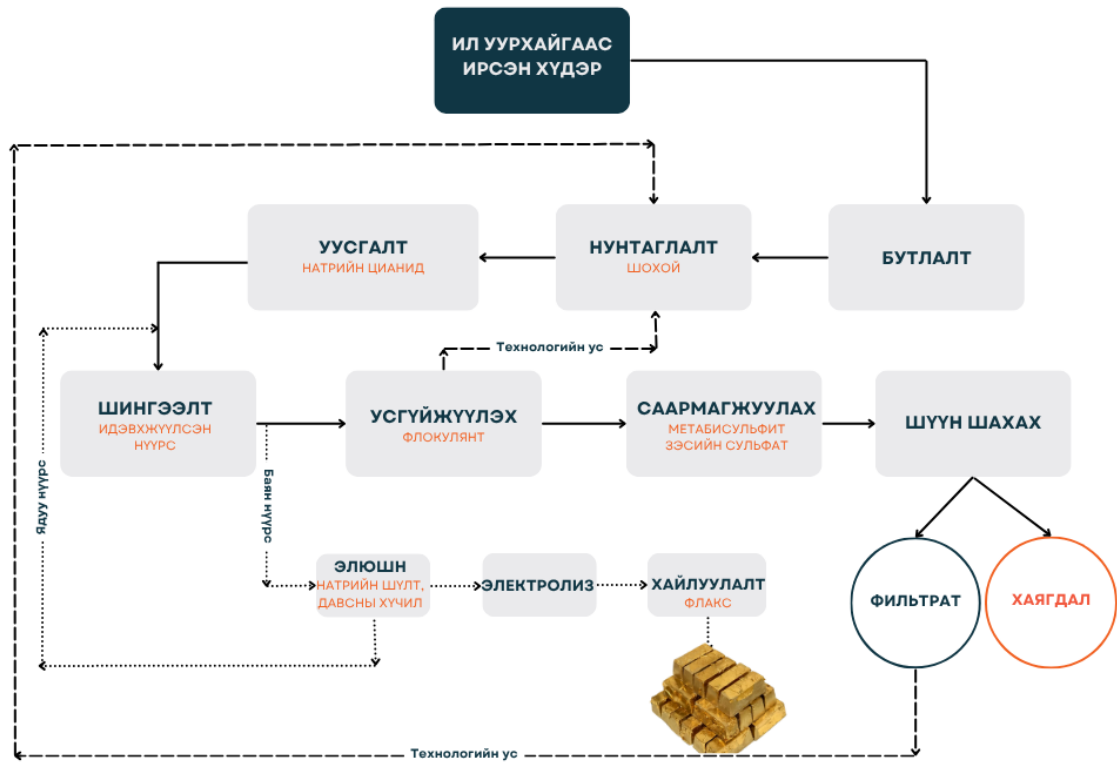 ИЛ УУРХАЙГААС
ИРСЭН ХҮДЭР
УУСГАЛТ
НАТРИЙН ЦИАНИД
НУНТАГЛАЛТ
ШОХОЙ
БУТЛАЛТ
Технологийн ус
ШИНГЭЭЛТ
ИДЭВХЖҮҮЛСЭН
НҮҮРС
УСГҮЙЖҮҮЛЭХ
ФЛОКУЛЯНТ
СААРМАГЖУУЛАХ
МЕТАБИСУЛЬФИТ
ЗЭСИЙН СУЛЬФАТ
ШҮҮН ШАХАХ
Ядуу нүүрс
Баян нүүрс
ЭЛЮШН
НАТРИЙН ШҮЛТ,
ДАВСНЫ ХҮЧИЛ
ЭЛЕКТРОЛИЗ
ХАЙЛУУЛАЛТ
ФЛАКС
ФИЛЬТРАТ
ХАЯГДАЛ
Технологийн ус